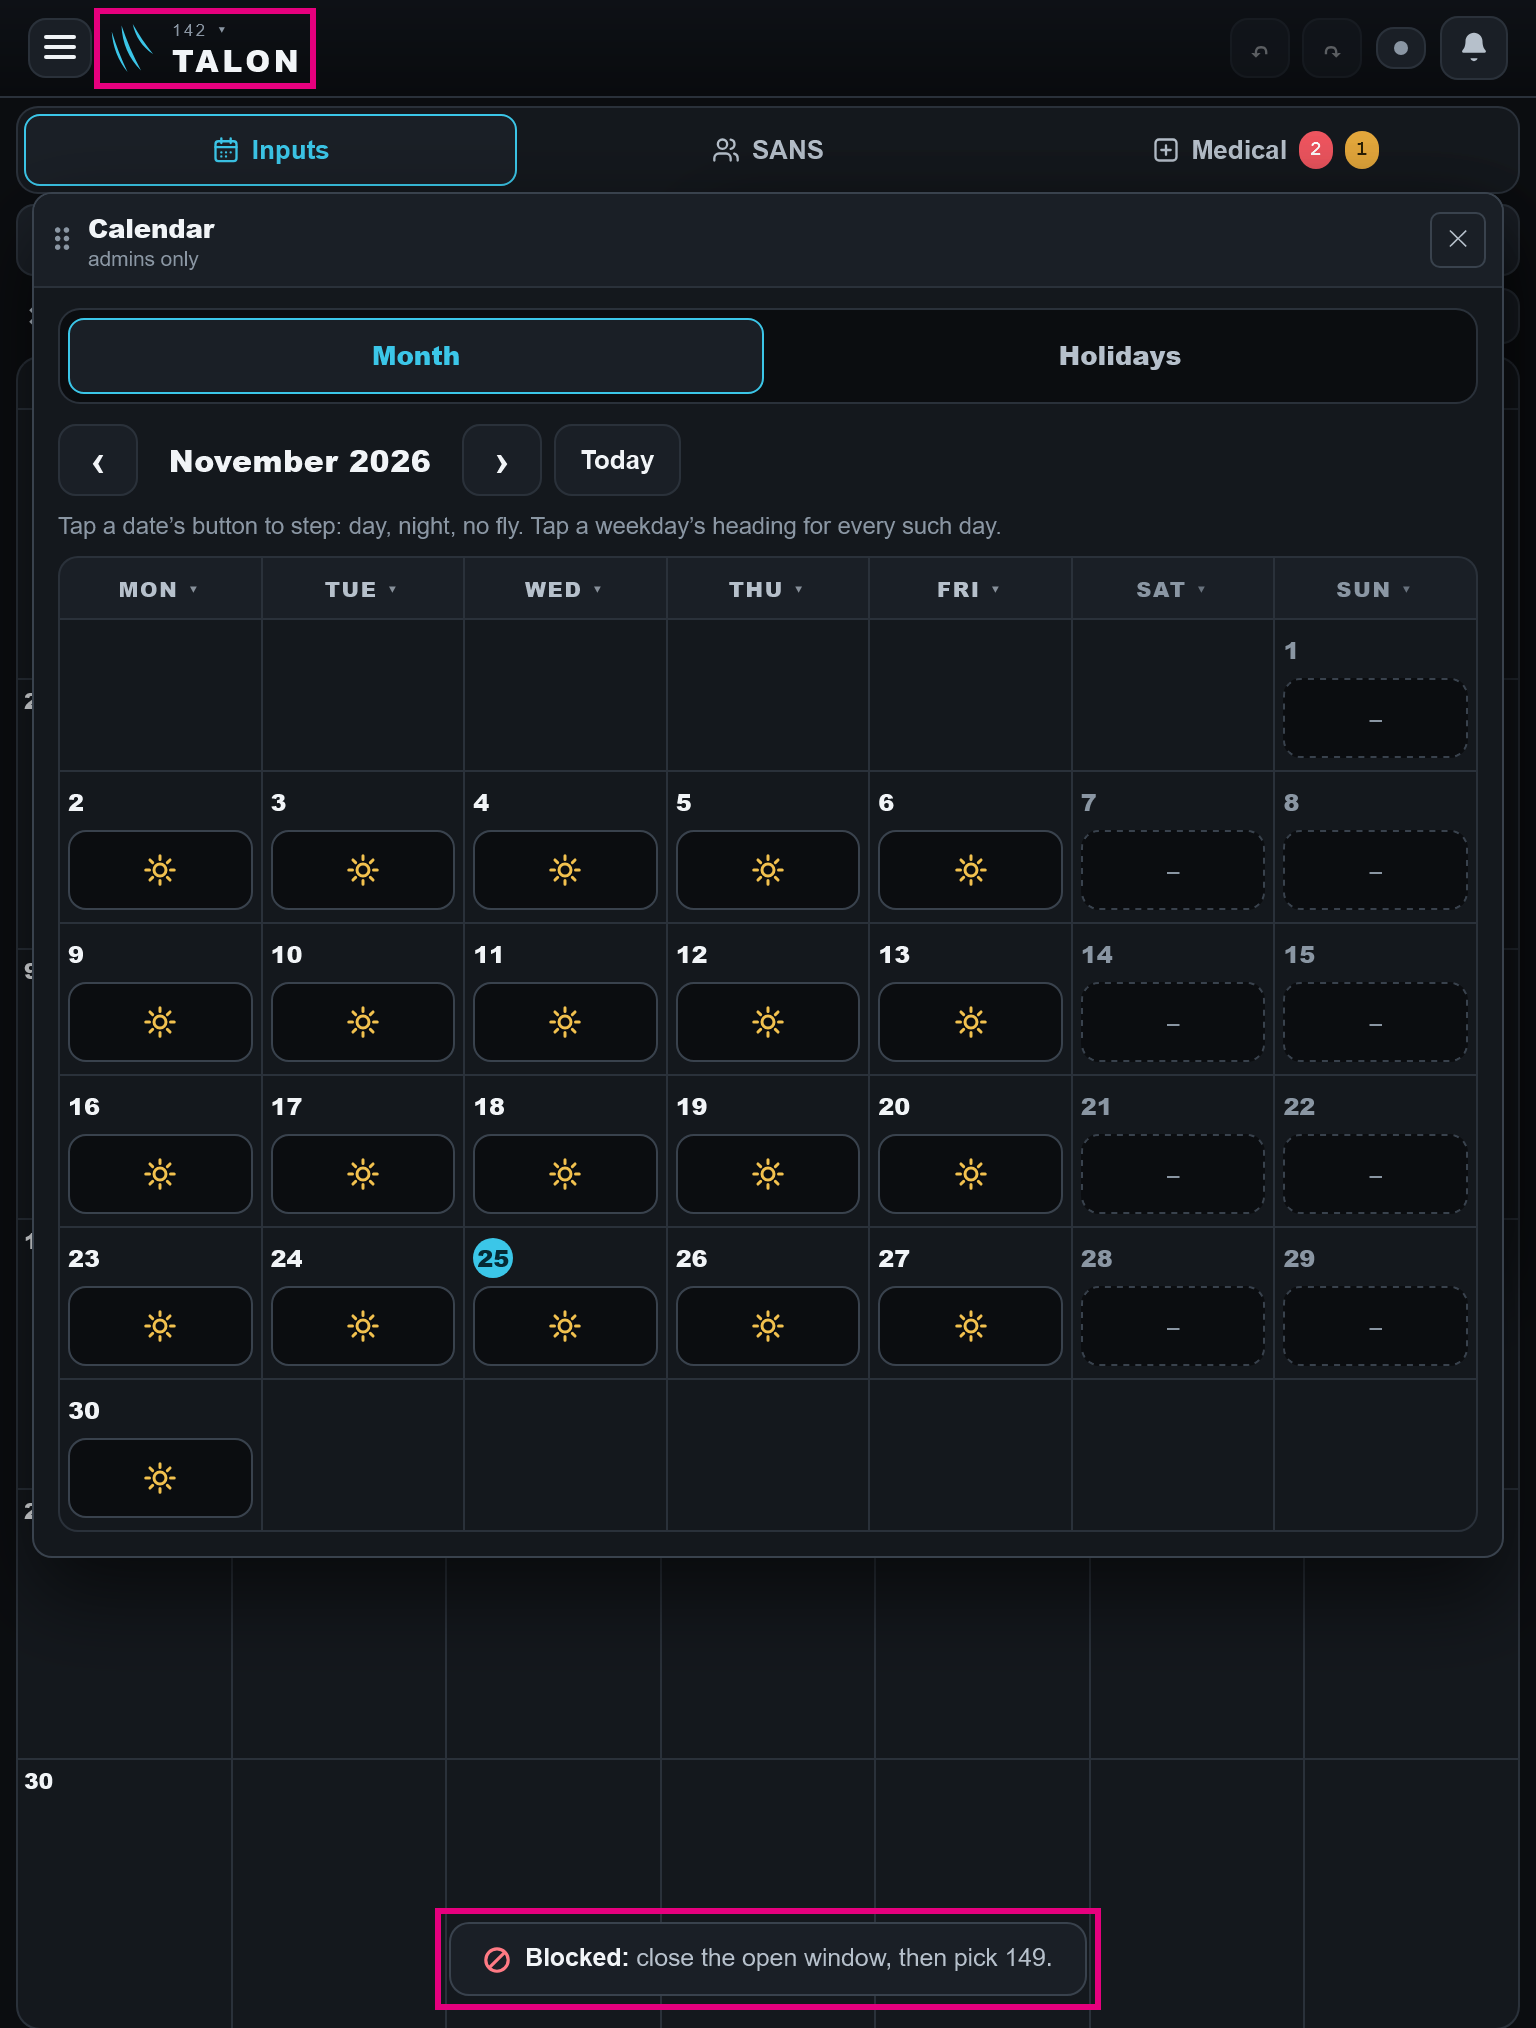 142 ▾
TALON
Inputs
SANS
Medical 2 1
Calendar
admins only
Month
Holidays
‹ November 2026 › Today
Tap a date’s button to step: day, night, no fly. Tap a weekday’s heading for every such day.
MON ▾ TUE ▾ WED ▾ THU ▾ FRI ▾ SAT ▾ SUN ▾
1
–
2 3 4 5 6 7 8
– –
9 10 11 12 13 14 15
– –
16 17 18 19 20 21 22
– –
23 24 25 26 27 28 29
– –
30
30
Blocked: close the open window, then pick 149.